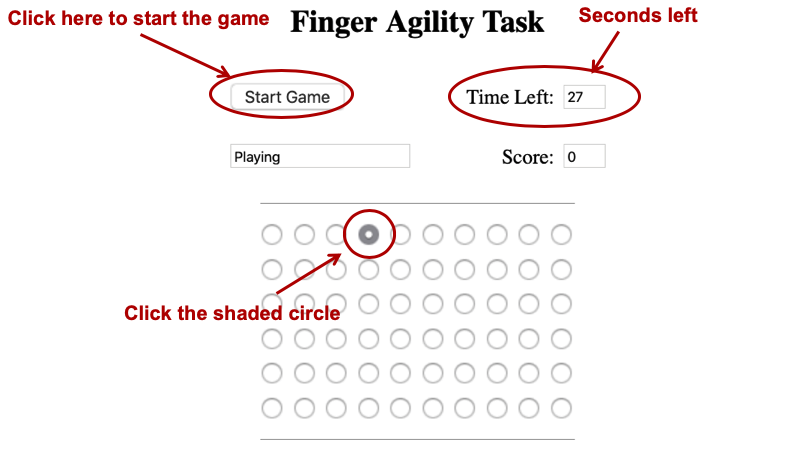 Click here to start the game
Finger Agility Task
Seconds left
Start Game
Time Left: 27
Playing
Score: 0
Click the shaded circle